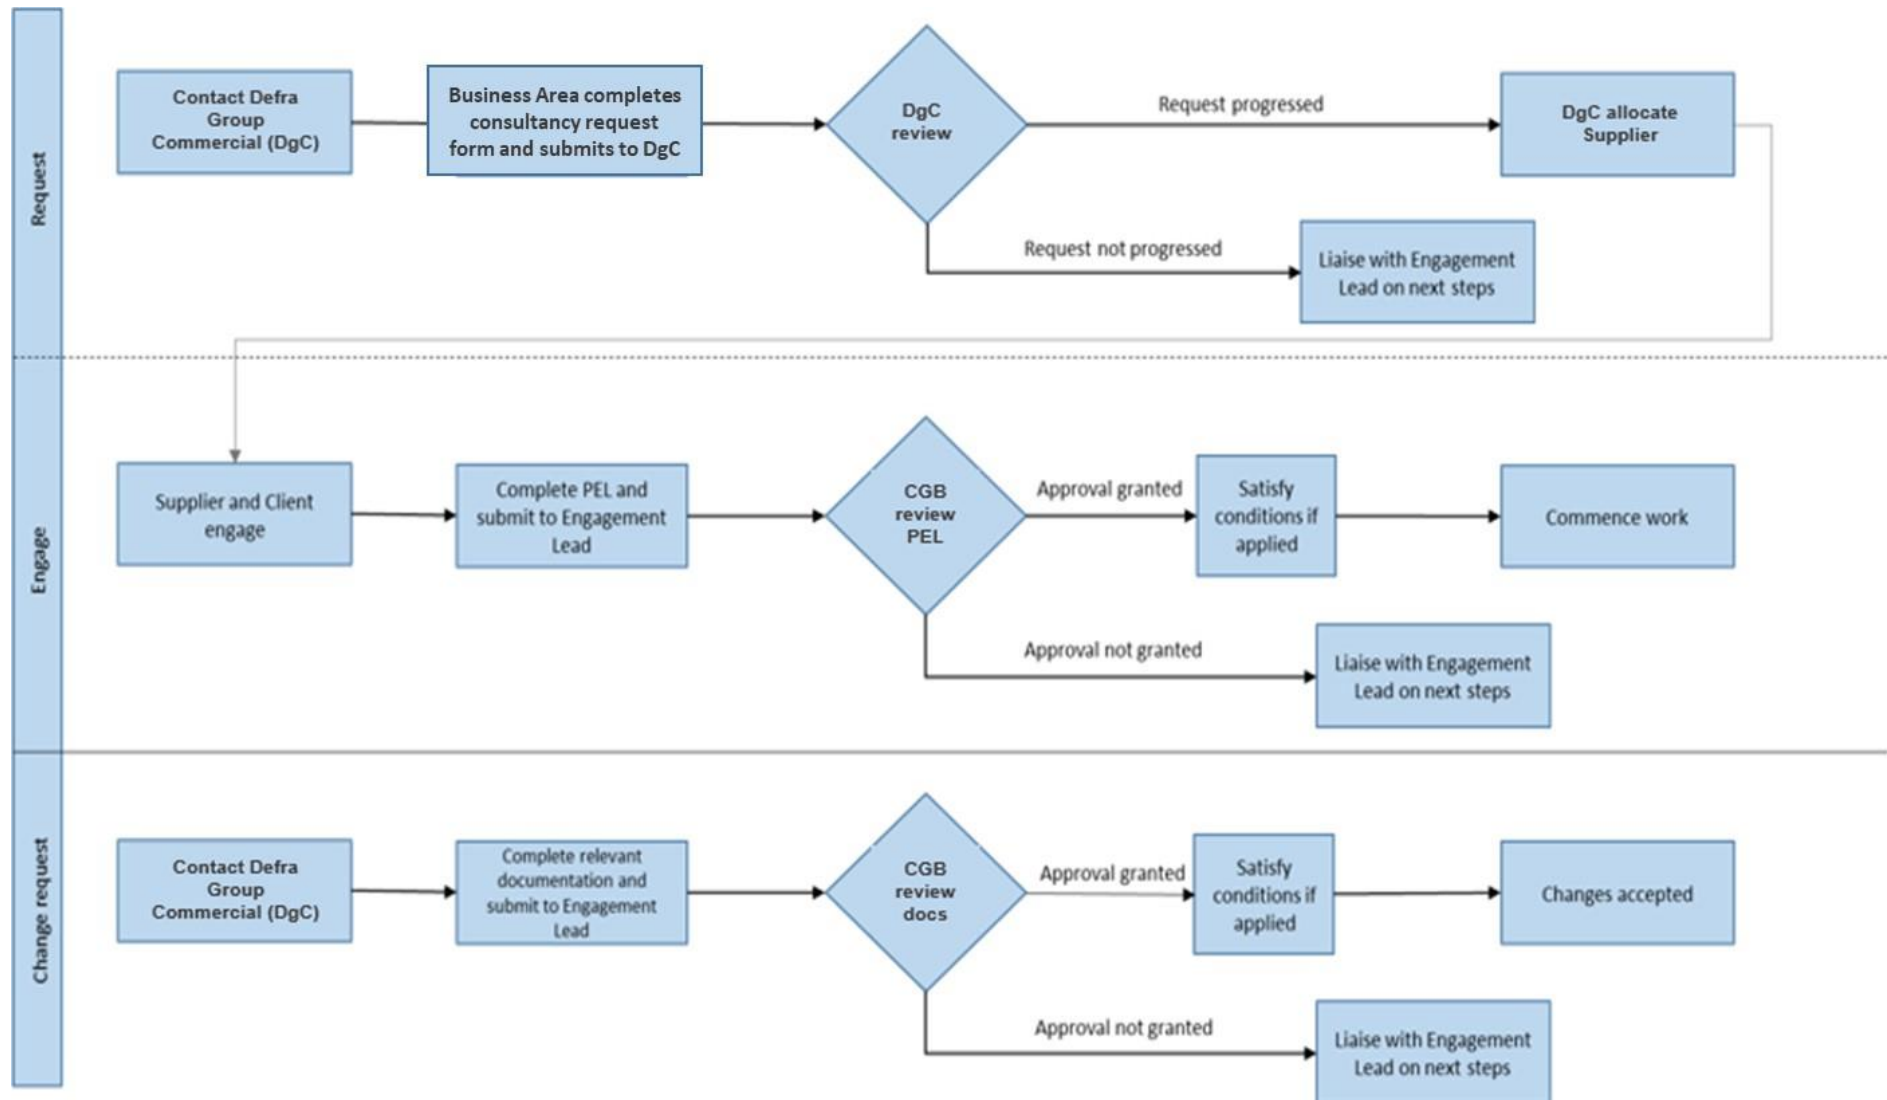 Request
Contact Defra
Group
Commercial (DgC)
Business Area completes
consultancy request
form and submits to DgC
DgC
review
Request progressed
DgC allocate
Supplier
Request not progressed
Liaise with Engagement
Lead on next steps
Engage
Supplier and Client
engage
Complete PEL and
submit to Engagement
Lead
CGB
review
PEL
Approval granted
Satisfy
conditions if
applied
Commence work
Approval not granted
Liaise with Engagement
Lead on next steps
Change request
Contact Defra
Group
Commercial (DgC)
Complete relevant
documentation and
submit to Engagement
Lead
CGB
review
docs
Approval granted
Satisfy
conditions if
applied
Changes accepted
Approval not granted
Liaise with Engagement
Lead on next steps